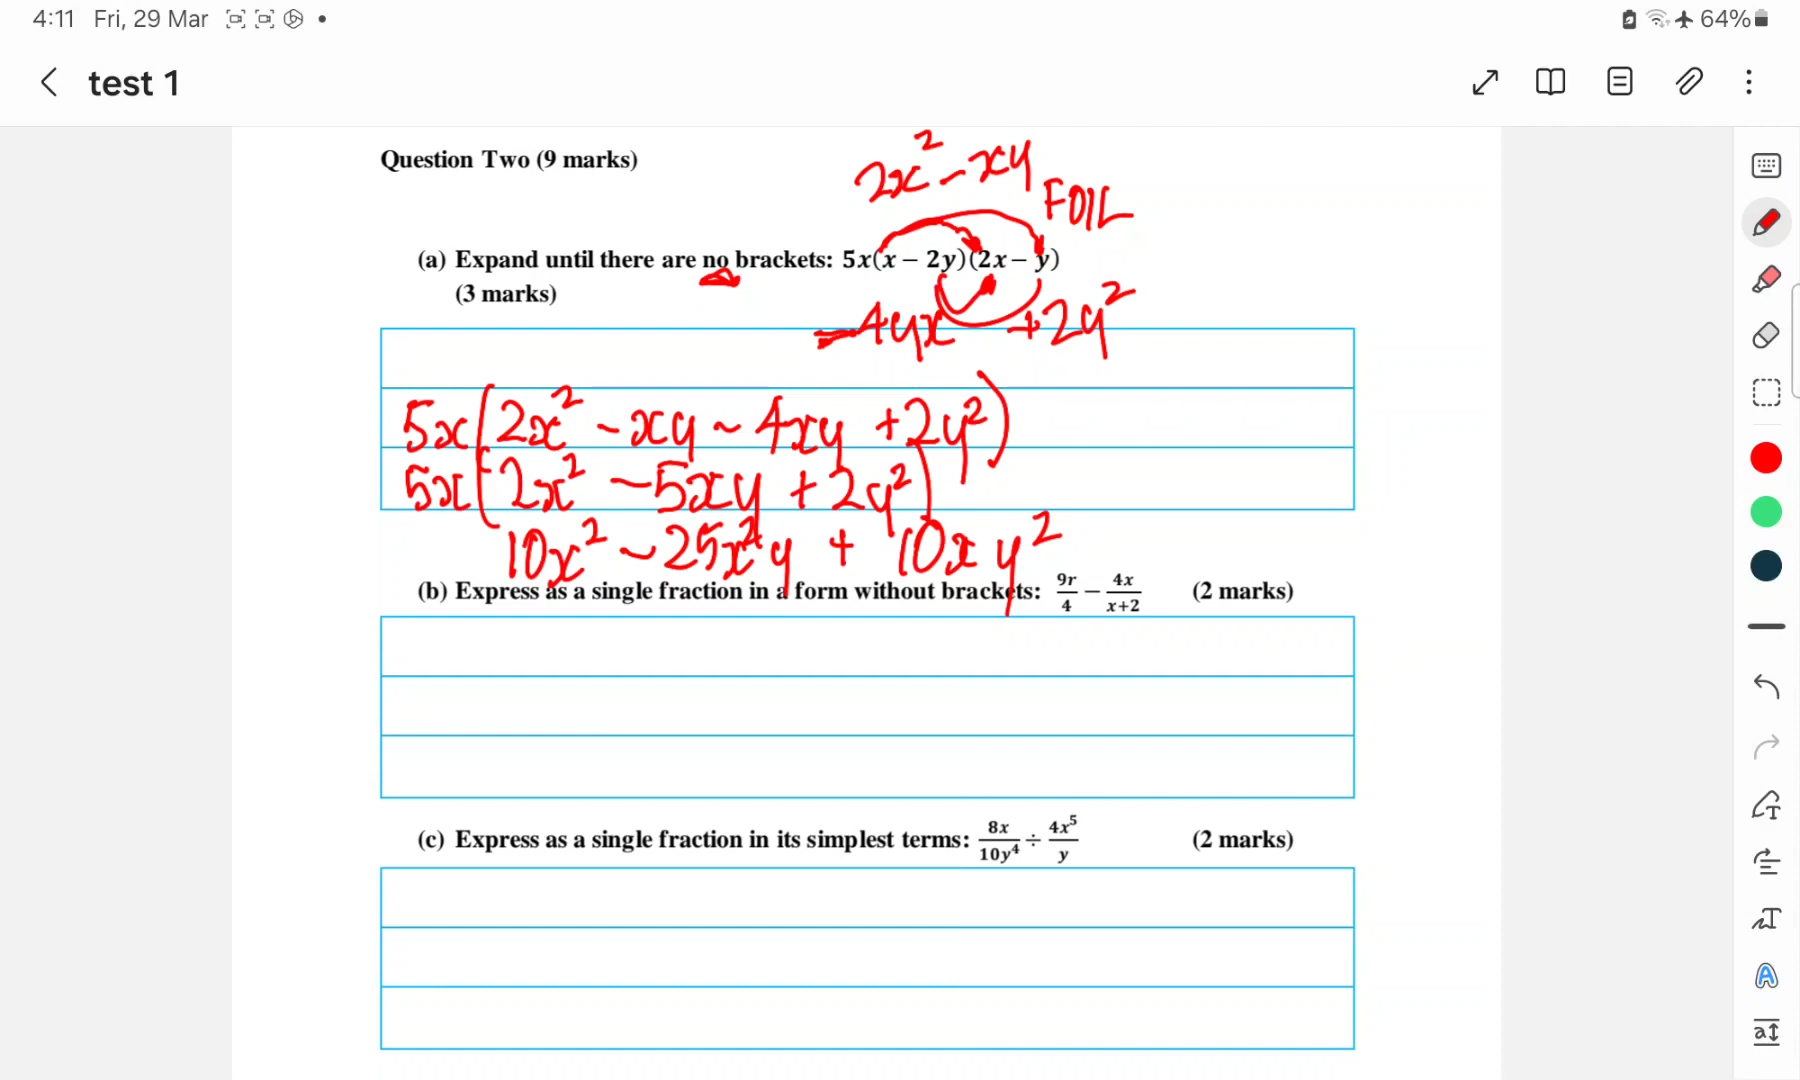 4:11 Fri, 29 Mar
64%
test 1
Question Two (9 marks)
2x² - xy
FOIL
(a) Expand until there are no brackets: 5x(x – 2y)(2x – y)
(3 marks)
-4yx +2y²
5x(2x² - xy - 4xy + 2y²)
5x(2x² - 5xy + 2y²)
10x² - 25x²y + 10xy²
(b) Express as a single fraction in a form without brackets: 9r/4 − 4x/x+2 (2 marks)
(c) Express as a single fraction in its simplest terms: 8x/10y⁴ ÷ 4x⁵/y (2 marks)